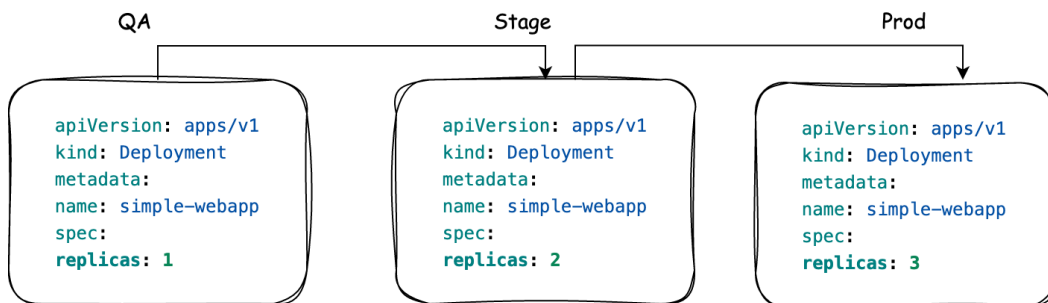 QA
apiVersion: apps/v1
kind: Deployment
metadata:
name: simple-webapp
spec:
replicas: 1
Stage
apiVersion: apps/v1
kind: Deployment
metadata:
name: simple-webapp
spec:
replicas: 2
Prod
apiVersion: apps/v1
kind: Deployment
metadata:
name: simple-webapp
spec:
replicas: 3